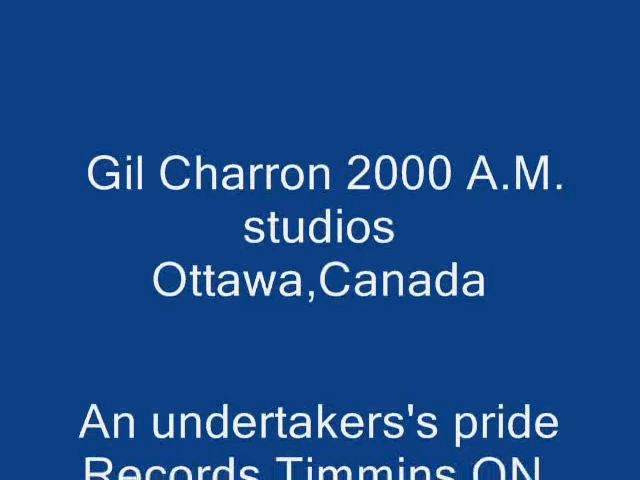 Gil Charron 2000 A.M.
studios
Ottawa,Canada
An undertakers's pride
Records Timmins ON